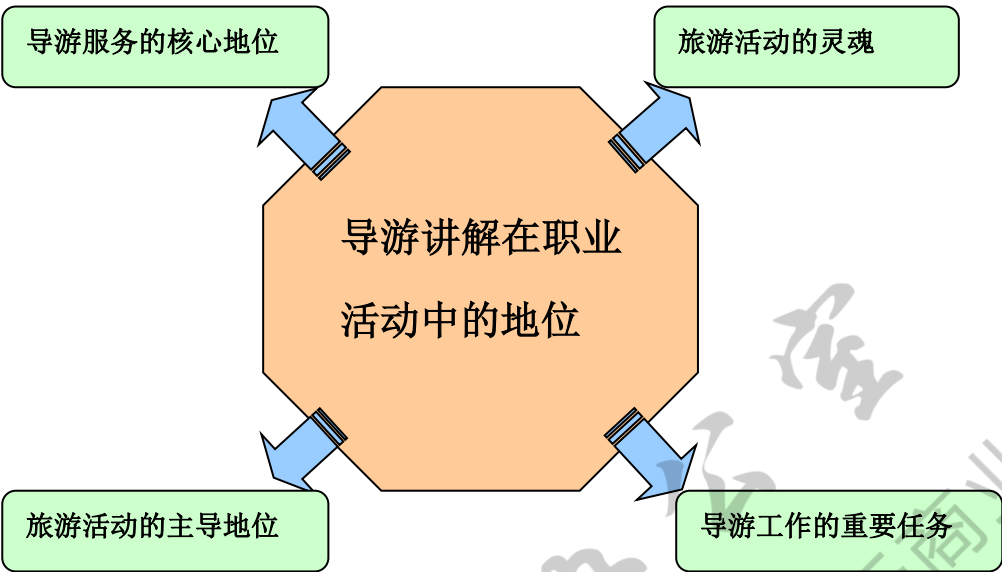 导游服务的核心地位
旅游活动的灵魂
导游讲解在职业
活动中的地位
旅游活动的主导地位
导游工作的重要任务